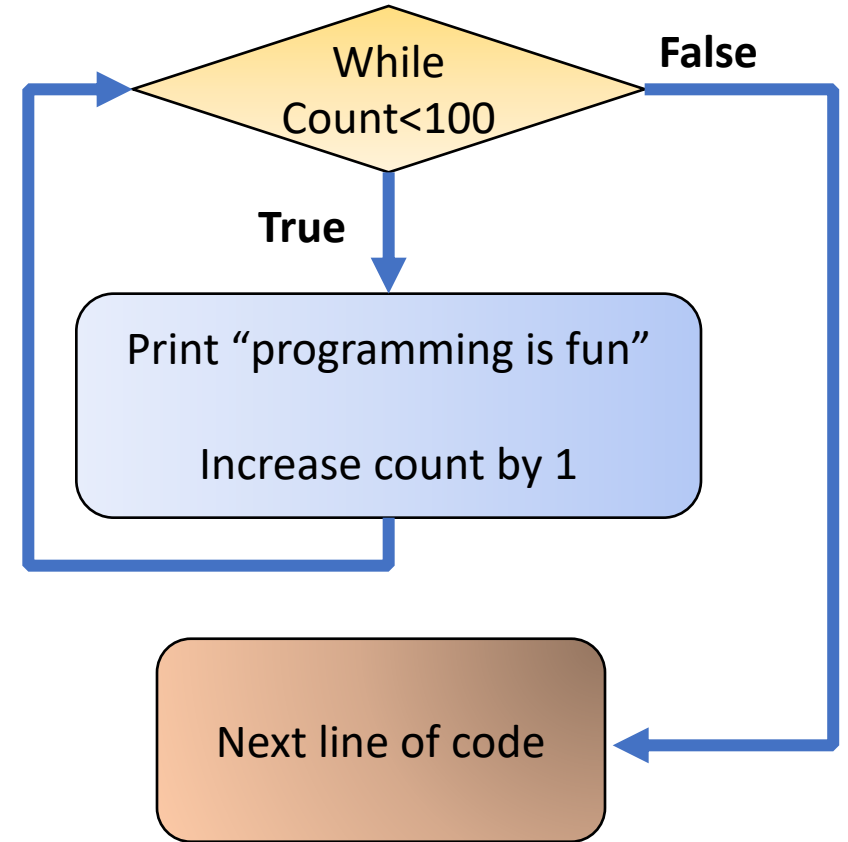 While
Count<100
False
True
Print “programming is fun”
Increase count by 1
Next line of code